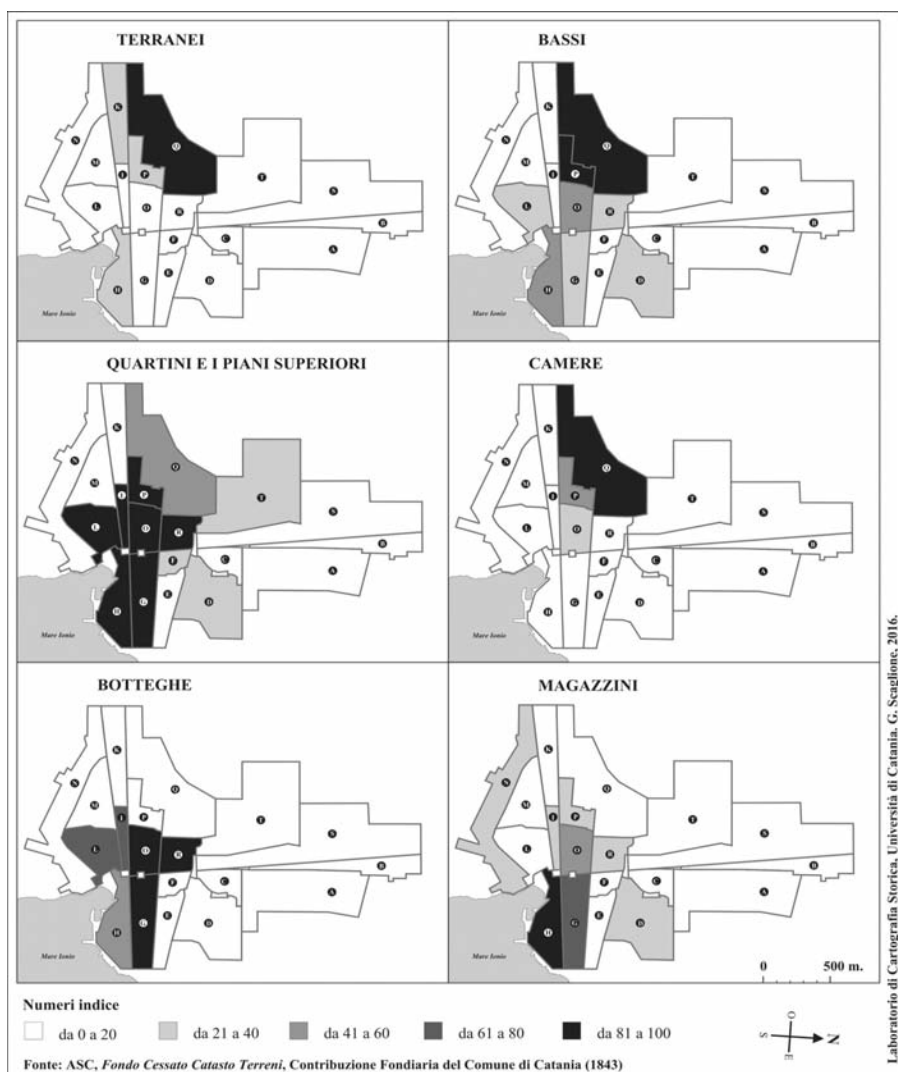 TERRANEI
K
N
M
Q
I
P
T
S
L
O
R
B
F
C
A
E
G
D
H
Mare Ionio
BASSI
K
N
M
Q
I
P
T
S
L
O
R
B
F
C
A
E
G
D
H
Mare Ionio
QUARTINI E I PIANI SUPERIORI
K
N
M
Q
I
P
T
S
L
O
R
B
F
C
A
E
G
D
H
Mare Ionio
CAMERE
K
N
M
Q
I
P
T
S
L
O
R
B
F
C
A
E
G
D
H
Mare Ionio
BOTTEGHE
K
N
M
Q
I
P
T
S
L
O
R
B
F
C
A
E
G
D
H
Mare Ionio
MAGAZZINI
K
N
M
Q
I
P
T
S
L
O
R
B
F
C
A
E
G
D
H
Mare Ionio
0 500 m.
Numeri indice
da 0 a 20 da 21 a 40 da 41 a 60 da 61 a 80 da 81 a 100
O
S N
E
Fonte: ASC, Fondo Cessato Catasto Terreni, Contribuzione Fondiaria del Comune di Catania (1843)
Laboratorio di Cartografia Storica, Università di Catania. G. Scaglione, 2016.